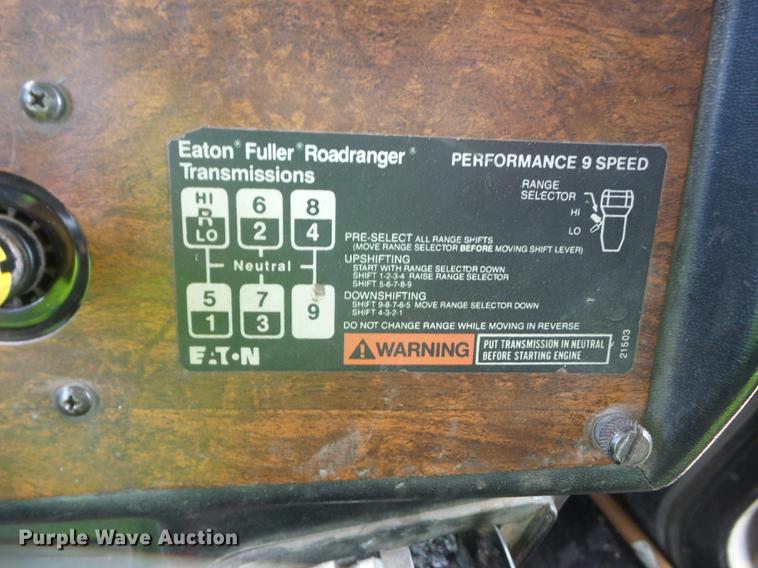 Eaton® Fuller® Roadranger®
Transmissions
PERFORMANCE 9 SPEED
HI
R
LO
6
2
8
4
Neutral
5
1
7
3
9
RANGE
SELECTOR
HI
LO
PRE-SELECT ALL RANGE SHIFTS
(MOVE RANGE SELECTOR BEFORE MOVING SHIFT LEVER)
UPSHIFTING
START WITH RANGE SELECTOR DOWN
SHIFT 1-2-3-4 RAISE RANGE SELECTOR
SHIFT 5-6-7-8-9
DOWNSHIFTING
SHIFT 9-8-7-6-5 MOVE RANGE SELECTOR DOWN
SHIFT 4-3-2-1
DO NOT CHANGE RANGE WHILE MOVING IN REVERSE
EATON
WARNING
PUT TRANSMISSION IN NEUTRAL
BEFORE STARTING ENGINE
21503
Purple Wave Auction